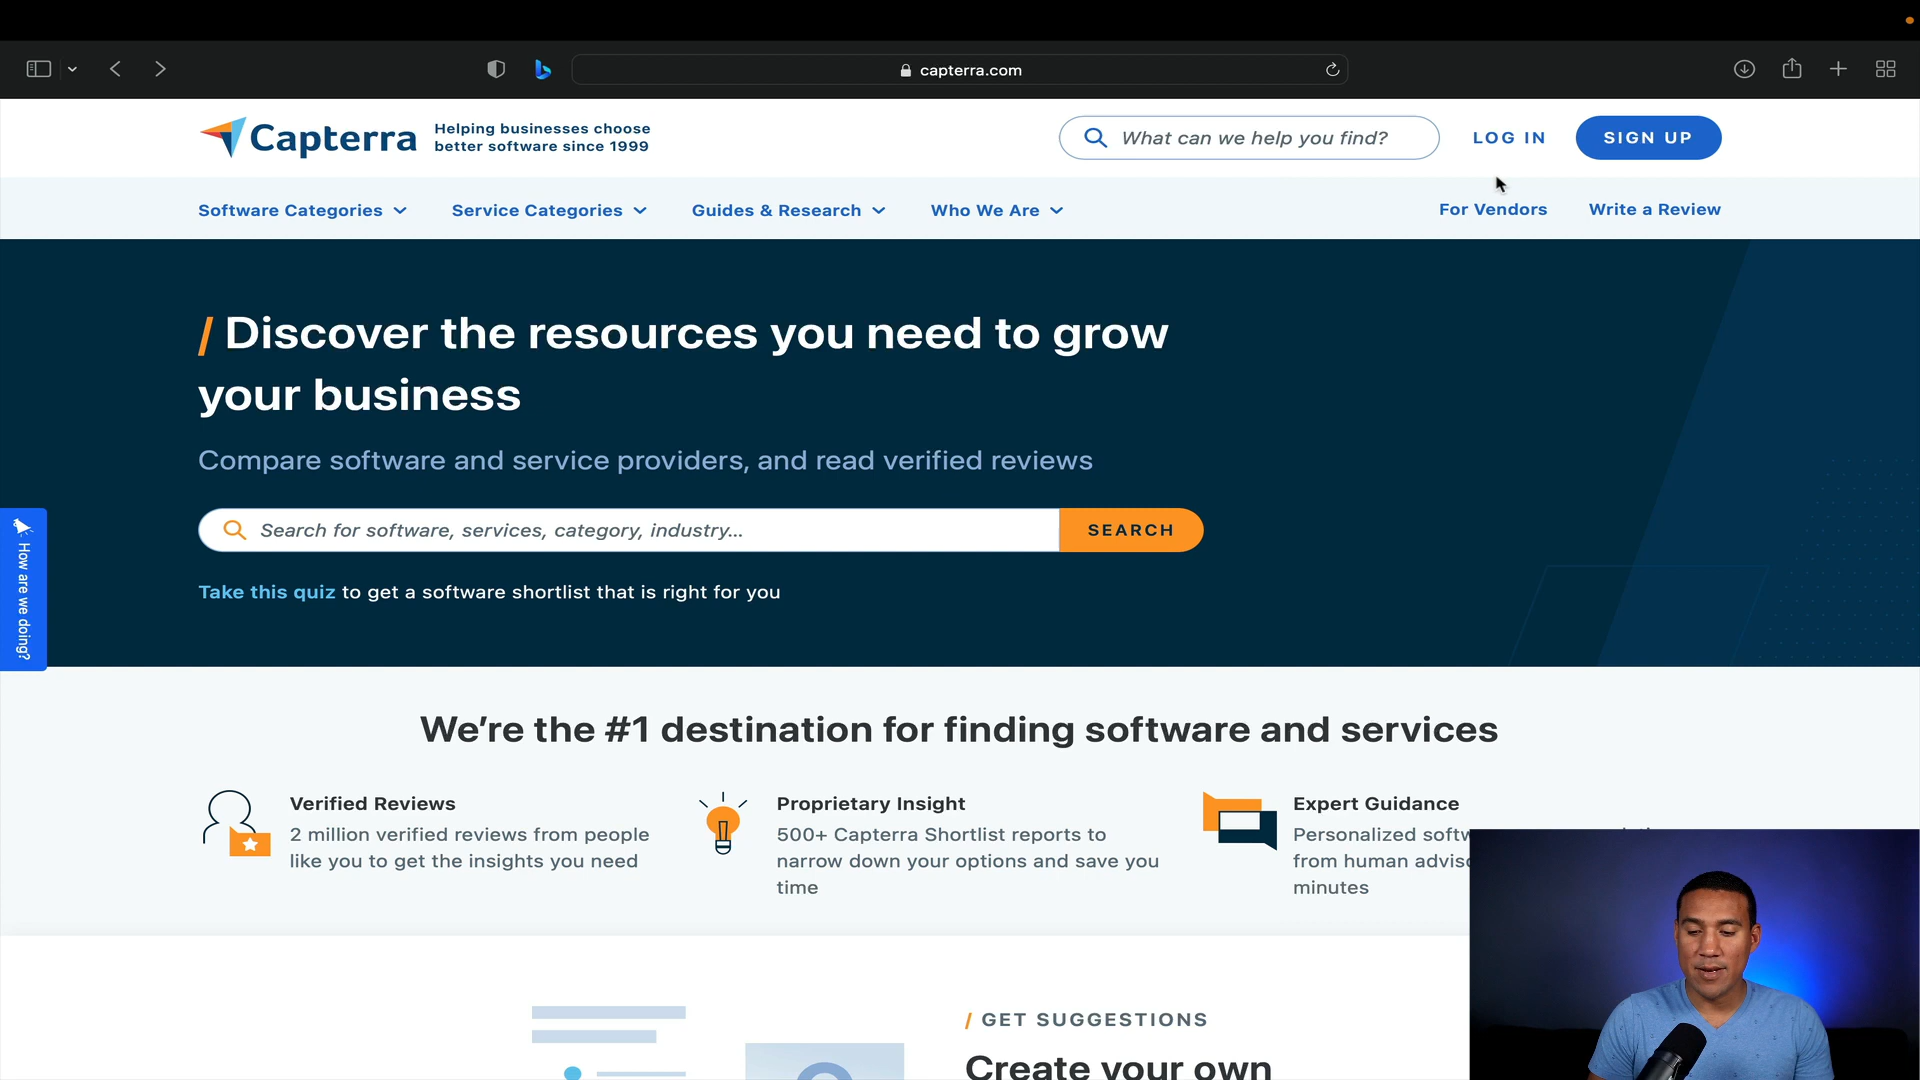 capterra.com
Capterra
Helping businesses choose
better software since 1999
What can we help you find?
LOG IN
SIGN UP
Software Categories
Service Categories
Guides & Research
Who We Are
For Vendors
Write a Review
/ Discover the resources you need to grow
your business
Compare software and service providers, and read verified reviews
Search for software, services, category, industry...
SEARCH
Take this quiz to get a software shortlist that is right for you
How are we doing?
We're the #1 destination for finding software and services
Verified Reviews
2 million verified reviews from people
like you to get the insights you need
Proprietary Insight
500+ Capterra Shortlist reports to
narrow down your options and save you
time
Expert Guidance
Personalized
from human
minutes
/ GET SUGGESTIONS
Create your own